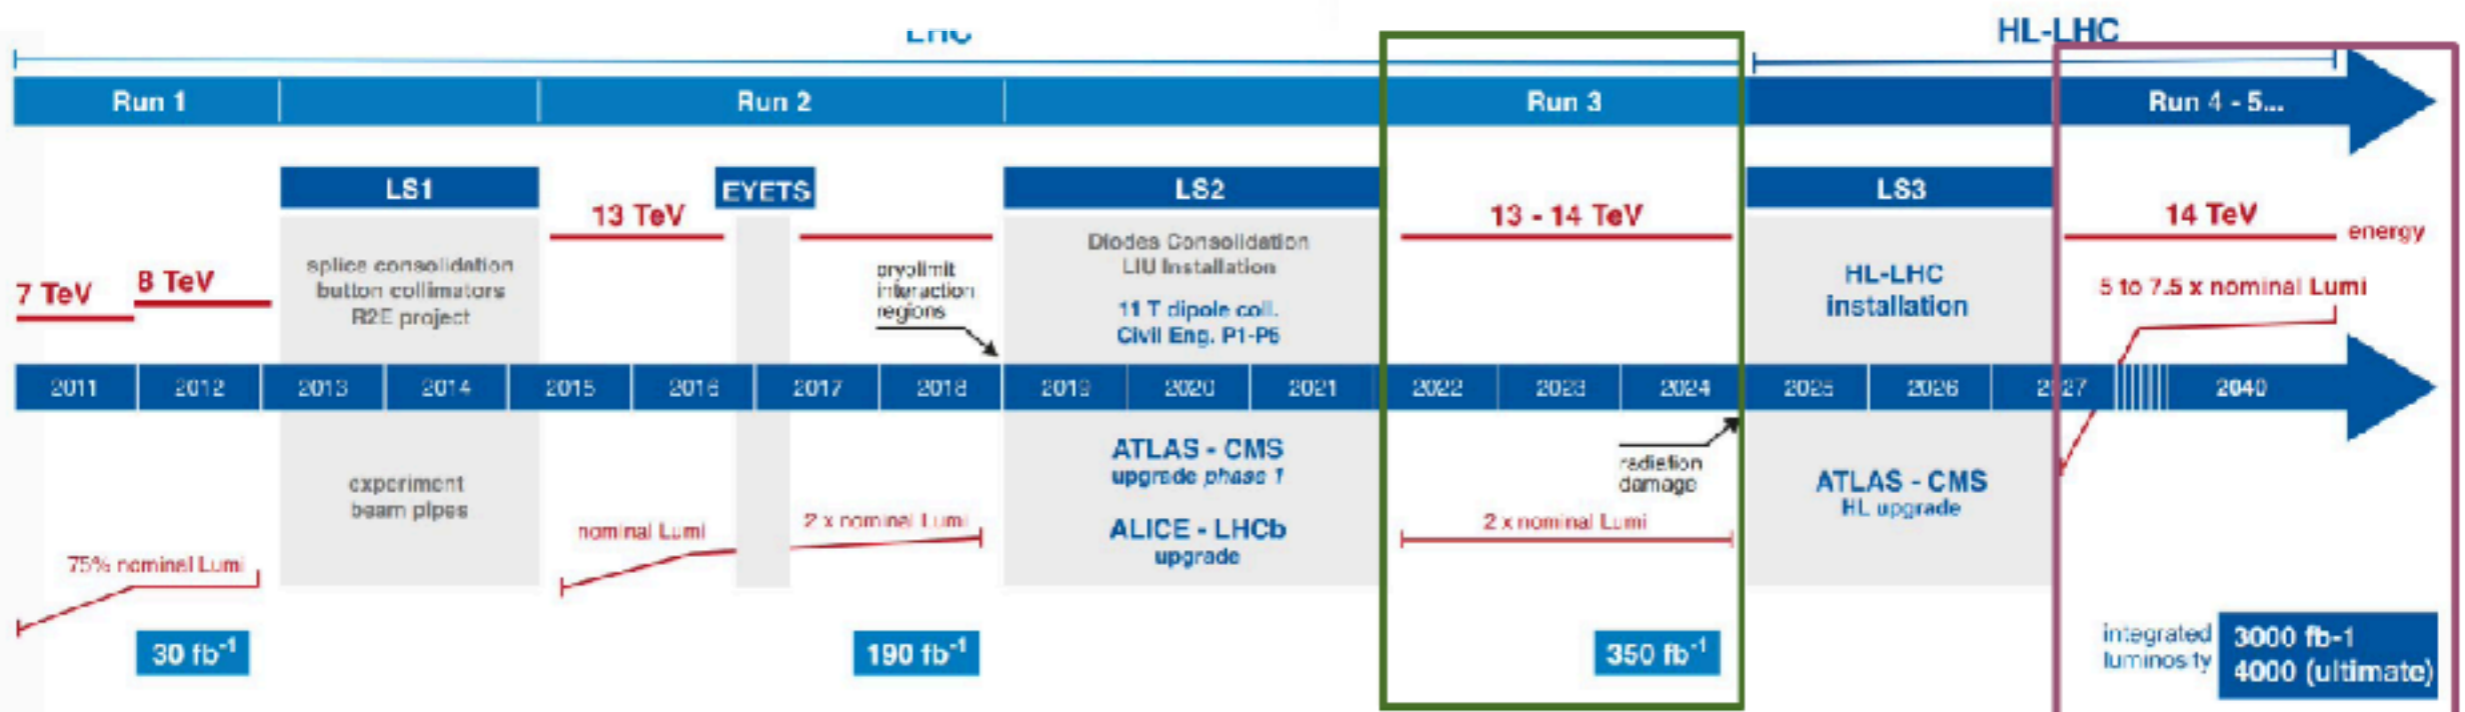 LHC
HL-LHC
Run 1
Run 2
Run 3
Run 4 - 5...
LS1
EYETS
LS2
LS3
13 TeV
13 - 14 TeV
14 TeV
energy
7 TeV
8 TeV
splice consolidation
button collimators
R2E project
cryolimit
interaction
regions
Diodes Consolidation
LIU Installation
11 T dipole coll.
Civil Eng. P1-P5
HL-LHC
installation
5 to 7.5 x nominal Lumi
2011
2012
2013
2014
2015
2016
2017
2018
2019
2020
2021
2022
2023
2024
2025
2026
2027
2040
experiment
beam pipes
ATLAS - CMS
upgrade phase 1
ALICE - LHCb
upgrade
radiation
damage
ATLAS - CMS
HL upgrade
75% nominal Lumi
nominal Lumi
2 x nominal Lumi
2 x nominal Lumi
30 fb-1
190 fb-1
350 fb-1
integrated
luminosity
3000 fb-1
4000 (ultimate)